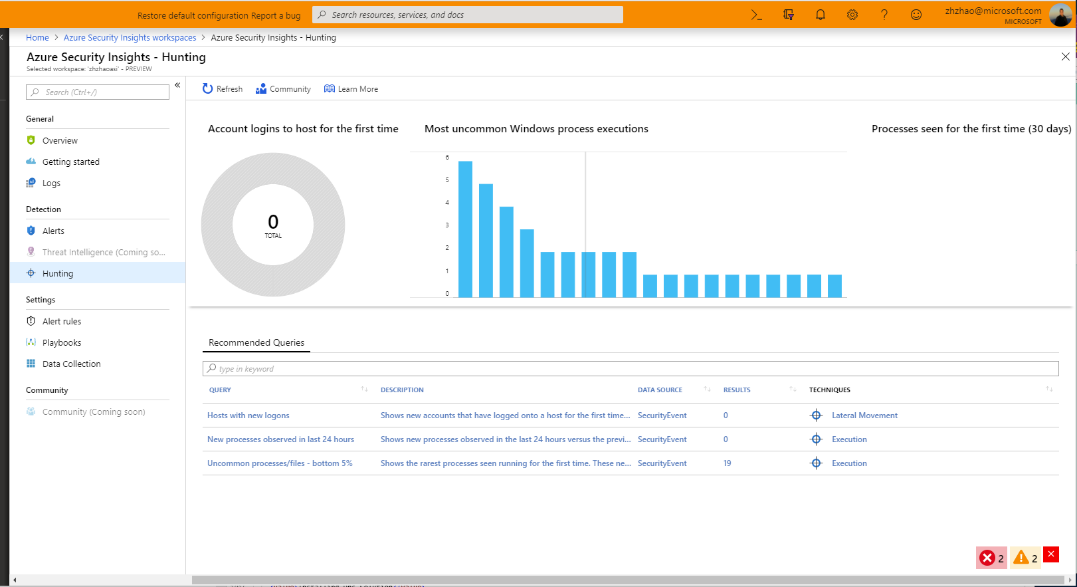 Restore default configuration Report a bug
Search resources, services, and docs
zhzhao@microsoft.com
MICROSOFT
Home > Azure Security Insights workspaces > Azure Security Insights - Hunting
Azure Security Insights - Hunting
Selected workspace: 'zhzhaoasi' - PREVIEW
Search (Ctrl+/)
Refresh Community Learn More
General
Overview
Getting started
Logs
Detection
Alerts
Threat Intelligence (Coming so...
Hunting
Settings
Alert rules
Playbooks
Data Collection
Community
Community (Coming soon)
Account logins to host for the first time
0
TOTAL
Most uncommon Windows process executions
6
5
4
3
2
1
0
Processes seen for the first time (30 days)
Recommended Queries
Type in keyword
QUERY DESCRIPTION DATA SOURCE RESULTS TECHNIQUES
Hosts with new logons Shows new accounts that have logged onto a host for the first time... SecurityEvent 0 Lateral Movement
New processes observed in last 24 hours Shows new processes observed in the last 24 hours versus the previ... SecurityEvent 0 Execution
Uncommon processes/files - bottom 5% Shows the rarest processes seen running for the first time. These ne... SecurityEvent 19 Execution
2 2